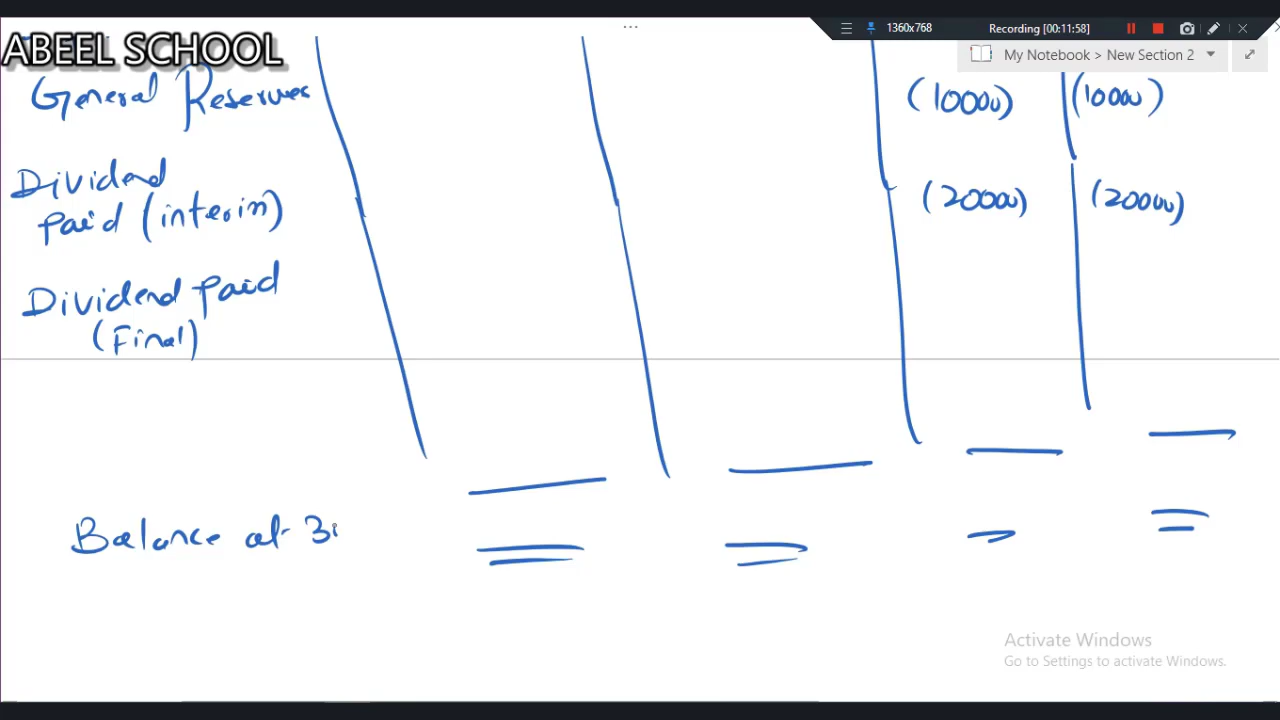 1360x768 Recording [00:11:58]
ABEEL SCHOOL
My Notebook > New Section 2
General Reserves (10000) (10000)
Dividend
paid (interim) (20000) (20000)
Dividend paid
(Final)
Balance at 31
Activate Windows
Go to Settings to activate Windows.